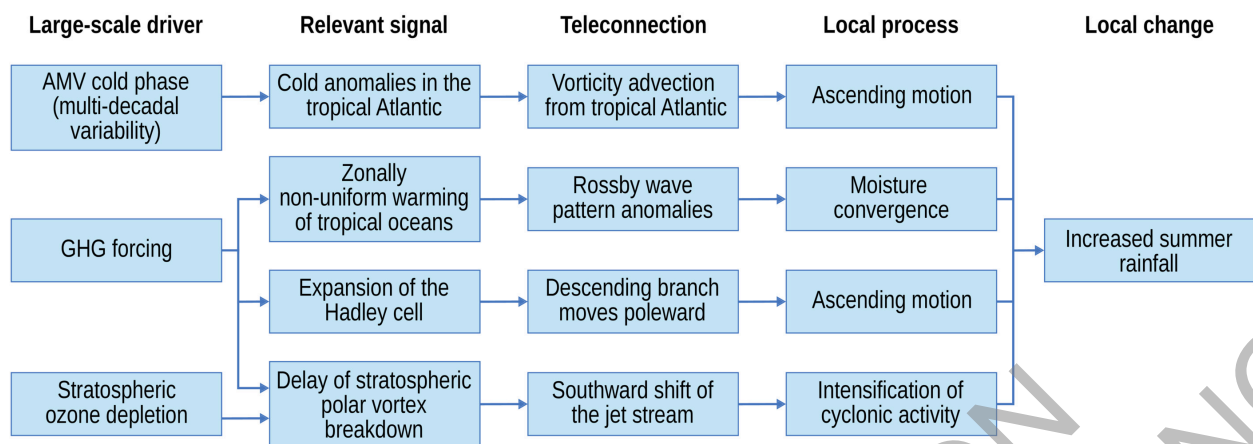 Large-scale driver
Relevant signal
Teleconnection
Local process
Local change
AMV cold phase
(multi-decadal
variability)
Cold anomalies in the
tropical Atlantic
Vorticity advection
from tropical Atlantic
Ascending motion
Zonally
non-uniform warming
of tropical oceans
Rossby wave
pattern anomalies
Moisture
convergence
GHG forcing
Increased summer
rainfall
Expansion of the
Hadley cell
Descending branch
moves poleward
Ascending motion
Stratospheric
ozone depletion
Delay of stratospheric
polar vortex
breakdown
Southward shift of
the jet stream
Intensification of
cyclonic activity